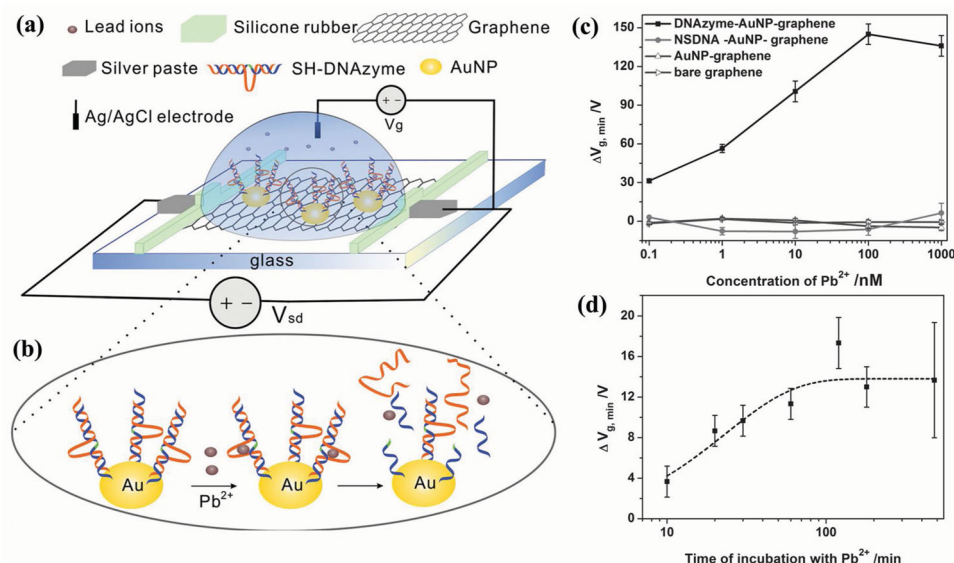 (a)
Lead ions
Silicone rubber
Graphene
Silver paste
SH-DNAzyme
AuNP
Ag/AgCl electrode
+ -
Vg
glass
+ -
Vsd
(b)
Au
Pb2+
Au
Au
(c)
DNAzyme-AuNP-graphene
NSDNA -AuNP- graphene
AuNP-graphene
bare graphene
150
120
90
60
30
0
ΔVg, min /V
0.1 1 10 100 1000
Concentration of Pb2+ /nM
(d)
20
16
12
8
4
0
Δ Vg, min /V
10 100
Time of incubation with Pb2+ /min